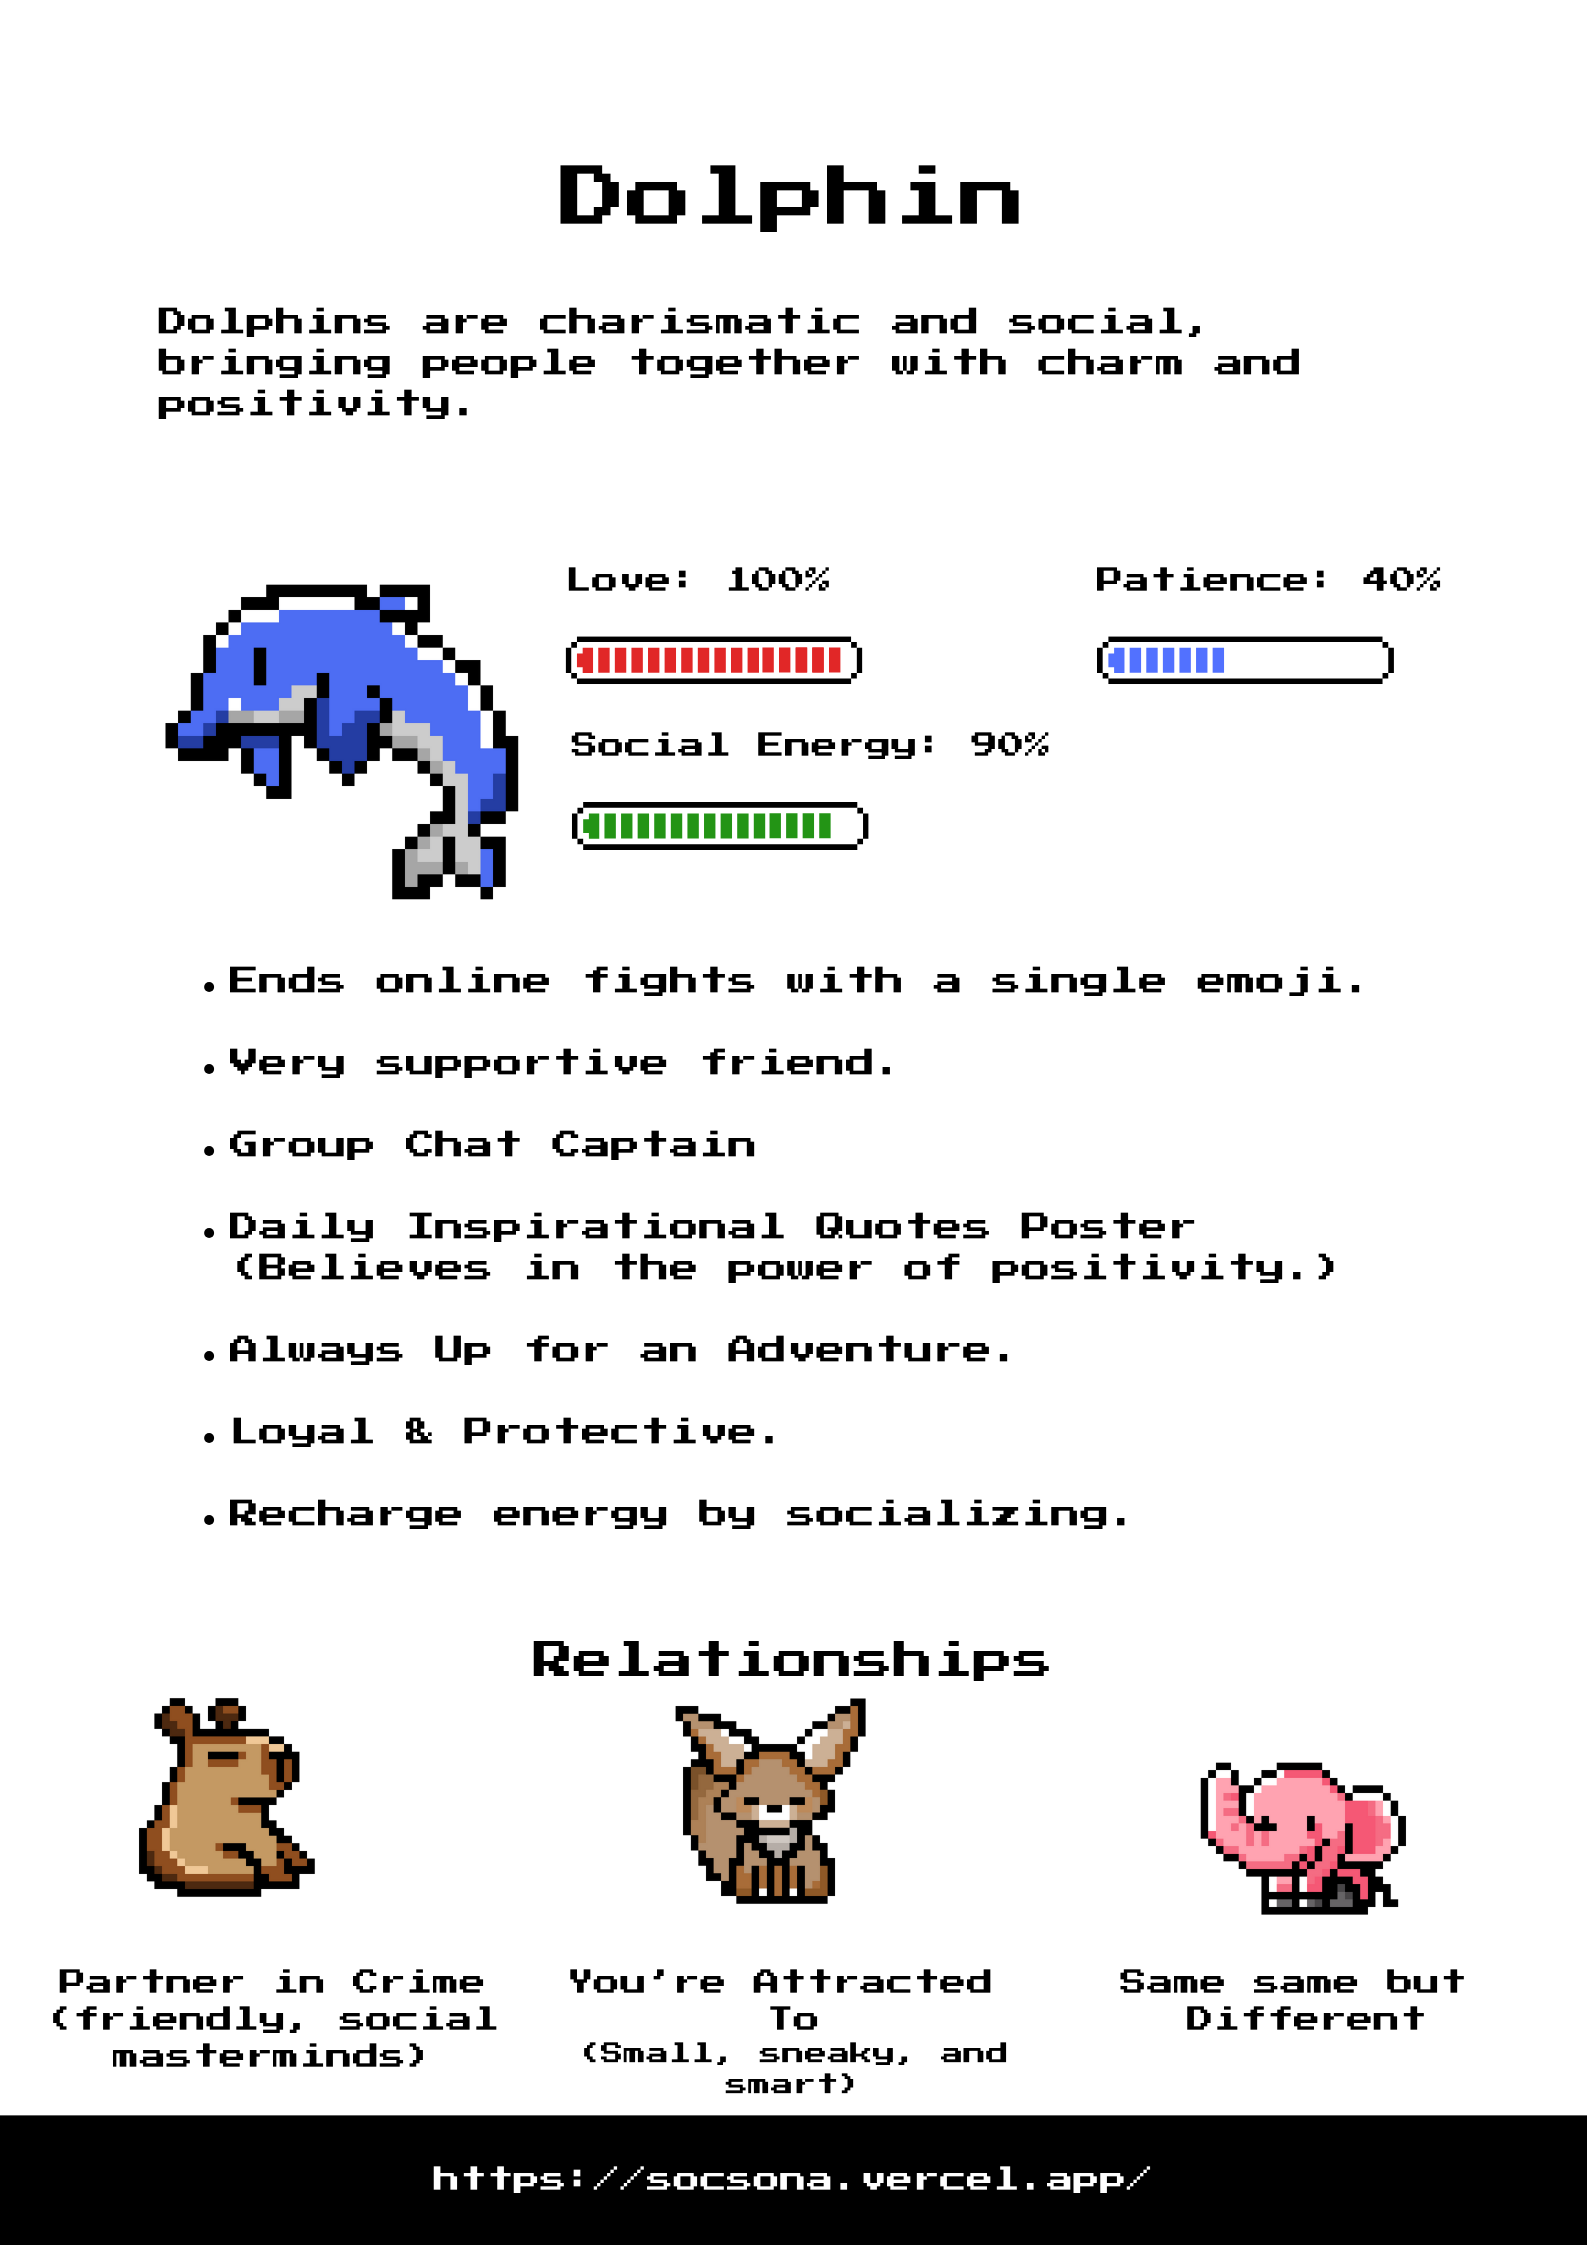 Dolphin
Dolphins are charismatic and social,
bringing people together with charm and
positivity.
Love: 100%
Patience: 40%
Social Energy: 90%
• Ends online fights with a single emoji.
• Very supportive friend.
• Group Chat Captain
• Daily Inspirational Quotes Poster
(Believes in the power of positivity.)
• Always Up for an Adventure.
• Loyal & Protective.
• Recharge energy by socializing.
Relationships
Partner in Crime
(friendly, social
masterminds)
You're Attracted
To
(Small, sneaky, and
smart)
Same same but
Different
https://socsona.vercel.app/